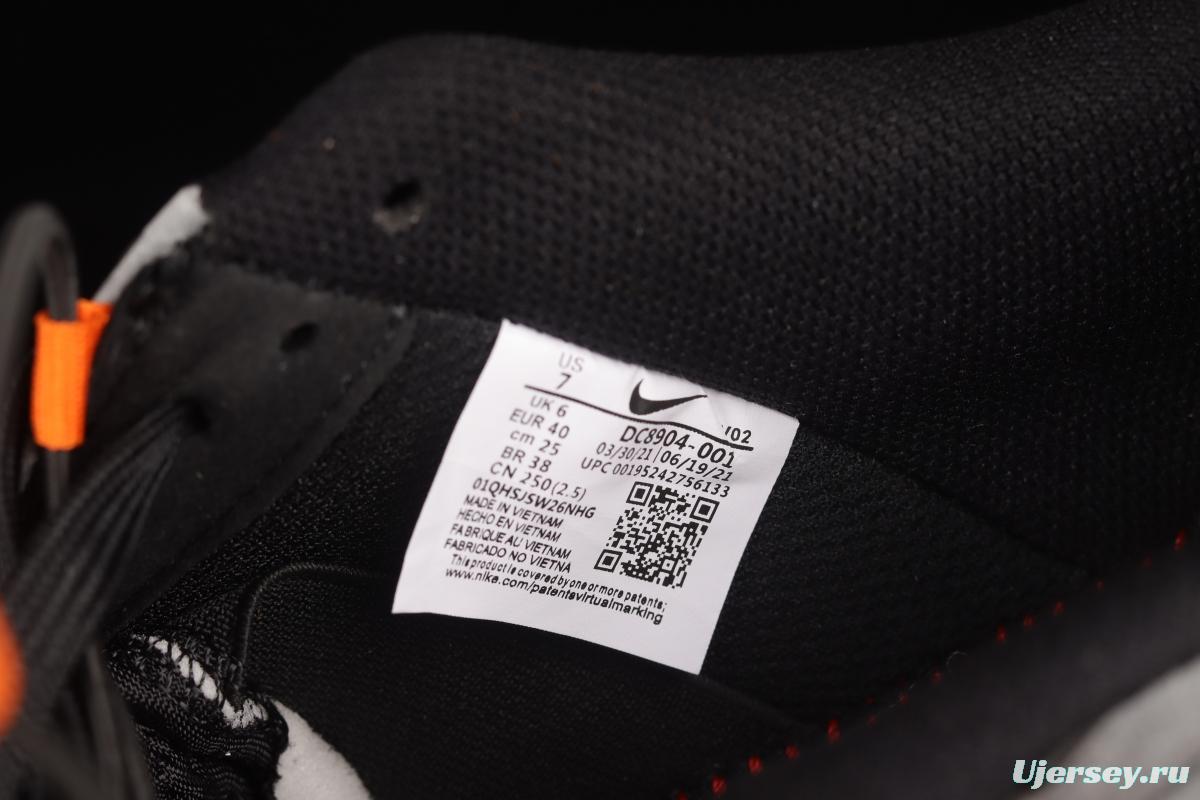 US
7
UK 6
EUR 40
cm 25
BR 38
CN 250(2.5)
01QHSJSW26NHG
MADE IN VIETNAM
HECHO EN VIETNAM
FABRIQUE AU VIETNAM
FABRICADO NO VIETNA
This product is covered by one or more patents;
www.nike.com/patentsvirtualmarking
DC8904-001
03/30/21 06/19/21
UPC 00195242756133
Ujersey.ru